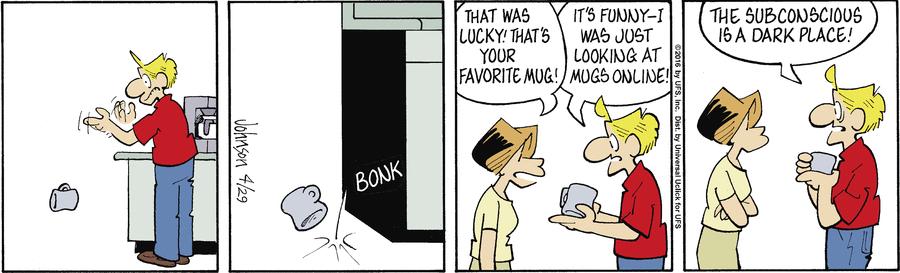 Johnson 4/29
BONK
THAT WAS
LUCKY! THAT'S
YOUR
FAVORITE MUG!
IT'S FUNNY-I
WAS JUST
LOOKING AT
MUGS ONLINE!
©2016 by UFS, Inc. Dist. by Universal Uclick for UFS
THE SUBCONSCIOUS
IS A DARK PLACE!